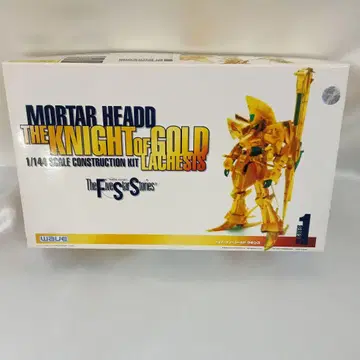 MORTAR HEADD
THE KNIGHT OF GOLD
LACHESIS
1/144 SCALE CONSTRUCTION KIT
The Five Star Stories
WAVE
1